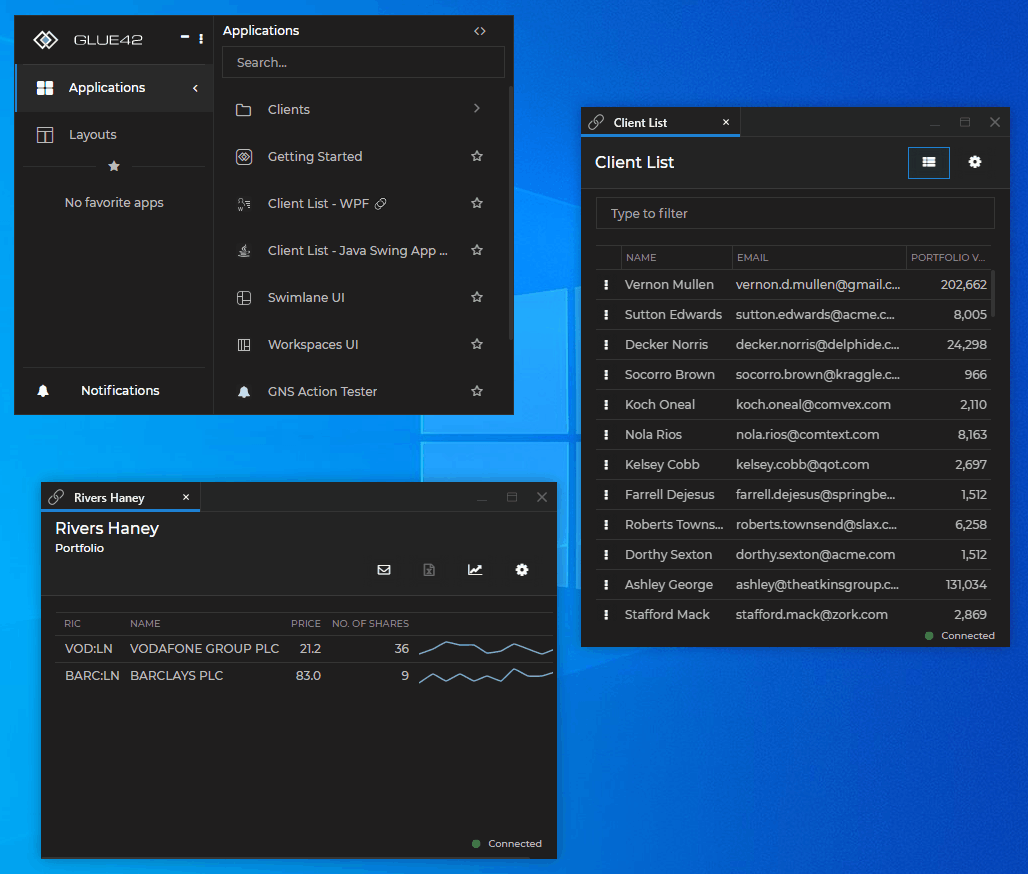 GLUE42
Applications
Layouts
No favorite apps
Notifications
Applications
Search...
Clients
Getting Started
Client List - WPF
Client List - Java Swing App ...
Swimlane UI
Workspaces UI
GNS Action Tester
Client List
Client List
Type to filter
NAME EMAIL PORTFOLIO V...
Vernon Mullen vernon.d.mullen@gmail.c... 202,662
Sutton Edwards sutton.edwards@acme.c... 8,005
Decker Norris decker.norris@delphide.c... 24,298
Socorro Brown socorro.brown@kraggle.c... 966
Koch Oneal koch.oneal@comvex.com 2,110
Nola Rios nola.rios@comtext.com 8,163
Kelsey Cobb kelsey.cobb@qot.com 2,697
Farrell Dejesus farrell.dejesus@springbe... 1,512
Roberts Towns... roberts.townsend@slax.c... 6,258
Dorthy Sexton dorthy.sexton@acme.com 1,512
Ashley George ashley@theatkinsgroup.c... 131,034
Stafford Mack stafford.mack@zork.com 2,869
Connected
Rivers Haney
Rivers Haney
Portfolio
RIC NAME PRICE NO. OF SHARES
VOD:LN VODAFONE GROUP PLC 21.2 36
BARC:LN BARCLAYS PLC 83.0 9
Connected